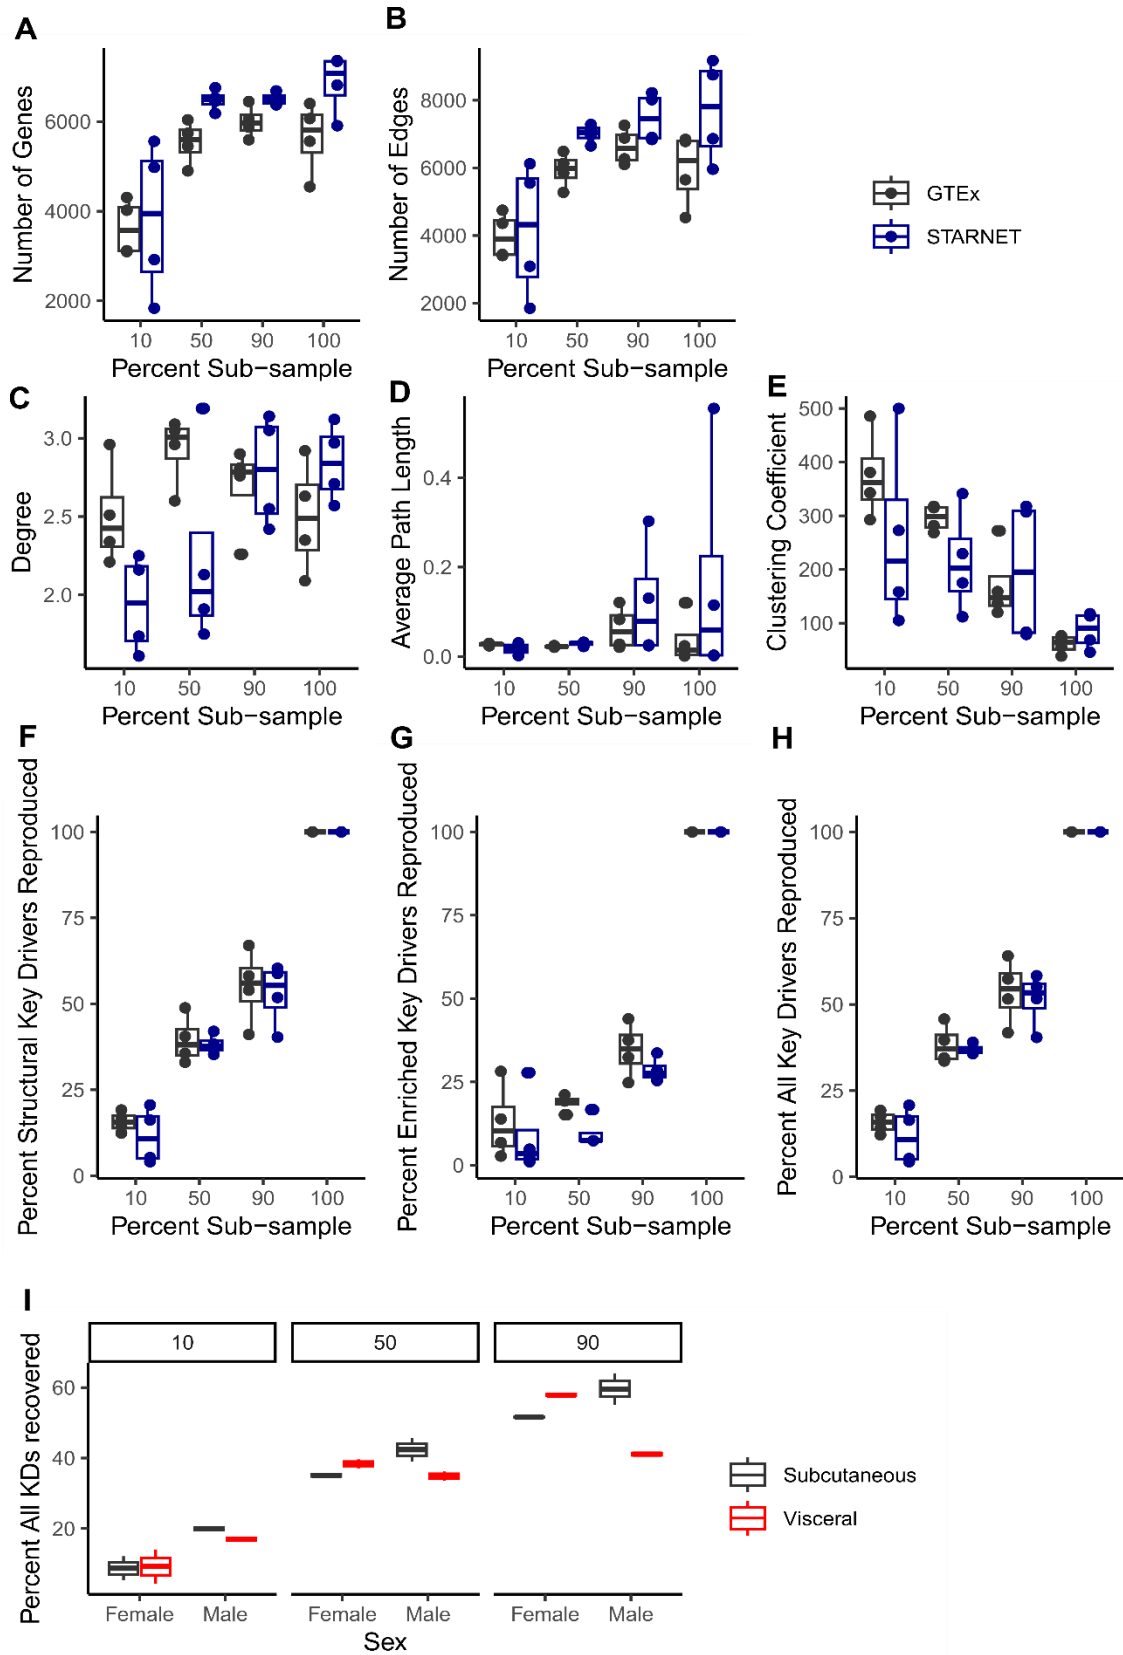 A
B
Number of Genes
6000
4000
2000
10 50 90 100
Percent Sub-sample
Number of Edges
8000
6000
4000
2000
10 50 90 100
Percent Sub-sample
GTEx
STARNET
C
D
E
Degree
3.0
2.5
2.0
10 50 90 100
Percent Sub-sample
Average Path Length
0.4
0.2
0.0
10 50 90 100
Percent Sub-sample
Clustering Coefficient
500
400
300
200
100
10 50 90 100
Percent Sub-sample
F
G
H
Percent Structural Key Drivers Reproduced
100
75
50
25
0
10 50 90 100
Percent Sub-sample
Percent Enriched Key Drivers Reproduced
100
75
50
25
0
10 50 90 100
Percent Sub-sample
Percent All Key Drivers Reproduced
100
75
50
25
0
10 50 90 100
Percent Sub-sample
I
Percent All KDs recovered
10 50 90
60
40
20
Female Male Female Male Female Male
Sex
Subcutaneous
Visceral